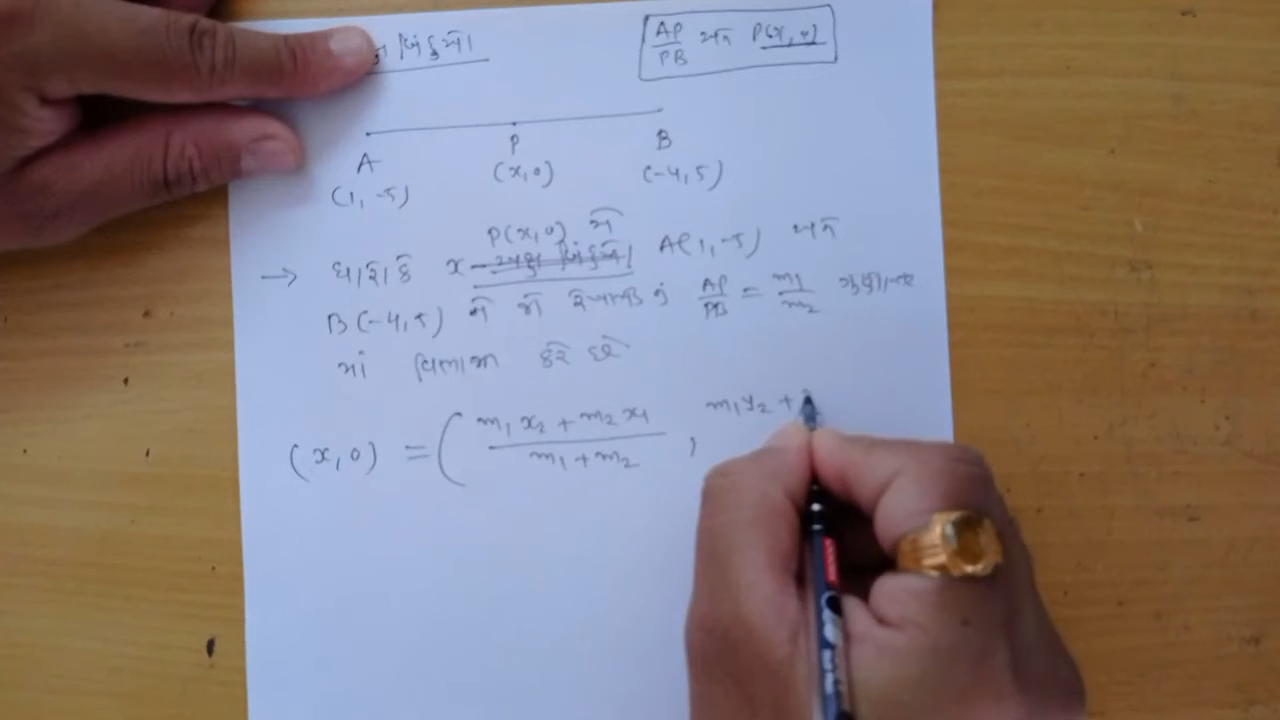 બિંદુઓ
AP/PB અને P(x, 0)
A P B
(1, -5) (x, 0) (-4, 5)
P(x, 0) એ
→ ધારો કે x A(1, -5) અને
B(-4, 5) ને જો રેખાખંડ નું AP/PB = m₁/m₂ ગુણોત્તર
માં વિભાજન કરે છે
(x, 0) = ( m₁x₂ + m₂x₁ / m₁ + m₂ , m₁y₂ +